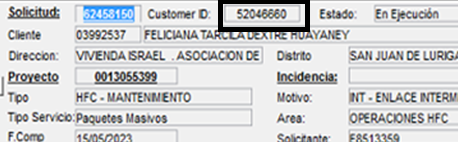 Solicitud: 62458150 Customer ID: 52046660 Estado: En Ejecución
Cliente 03992537 FELICIANA TARCILA DEXTRE HUAYANEY
Direccion: VIVIENDA ISRAEL . ASOCIACION DE Distrito SAN JUAN DE LURIGA
Proyecto 0013055399 Incidencia:
Tipo HFC - MANTENIMIENTO Motivo: INT - ENLACE INTERM
Tipo Servicio: Paquetes Masivos Area: OPERACIONES HFC
F.Comp 15/05/2023 Solicitante: E8513359